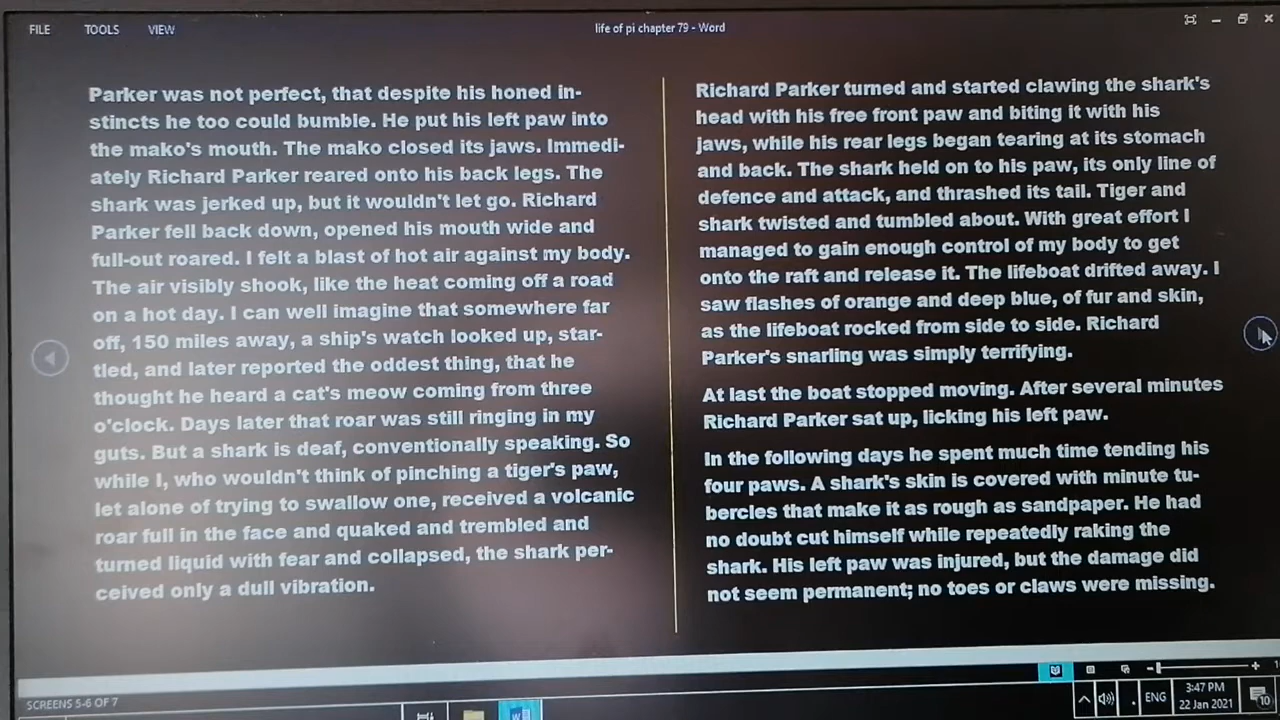 FILE TOOLS VIEW
life of pi chapter 79 - Word
Parker was not perfect, that despite his honed in-
stincts he too could bumble. He put his left paw into
the mako's mouth. The mako closed its jaws. Immedi-
ately Richard Parker reared onto his back legs. The
shark was jerked up, but it wouldn't let go. Richard
Parker fell back down, opened his mouth wide and
full-out roared. I felt a blast of hot air against my body.
The air visibly shook, like the heat coming off a road
on a hot day. I can well imagine that somewhere far
off, 150 miles away, a ship's watch looked up, star-
tled, and later reported the oddest thing, that he
thought he heard a cat's meow coming from three
o'clock. Days later that roar was still ringing in my
guts. But a shark is deaf, conventionally speaking. So
while I, who wouldn't think of pinching a tiger's paw,
let alone of trying to swallow one, received a volcanic
roar full in the face and quaked and trembled and
turned liquid with fear and collapsed, the shark per-
ceived only a dull vibration.
Richard Parker turned and started clawing the shark's
head with his free front paw and biting it with his
jaws, while his rear legs began tearing at its stomach
and back. The shark held on to his paw, its only line of
defence and attack, and thrashed its tail. Tiger and
shark twisted and tumbled about. With great effort I
managed to gain enough control of my body to get
onto the raft and release it. The lifeboat drifted away. I
saw flashes of orange and deep blue, of fur and skin,
as the lifeboat rocked from side to side. Richard
Parker's snarling was simply terrifying.
At last the boat stopped moving. After several minutes
Richard Parker sat up, licking his left paw.
In the following days he spent much time tending his
four paws. A shark's skin is covered with minute tu-
bercles that make it as rough as sandpaper. He had
no doubt cut himself while repeatedly raking the
shark. His left paw was injured, but the damage did
not seem permanent; no toes or claws were missing.
SCREENS 5-6 OF 7
ENG
3:47 PM
22 Jan 2021
10